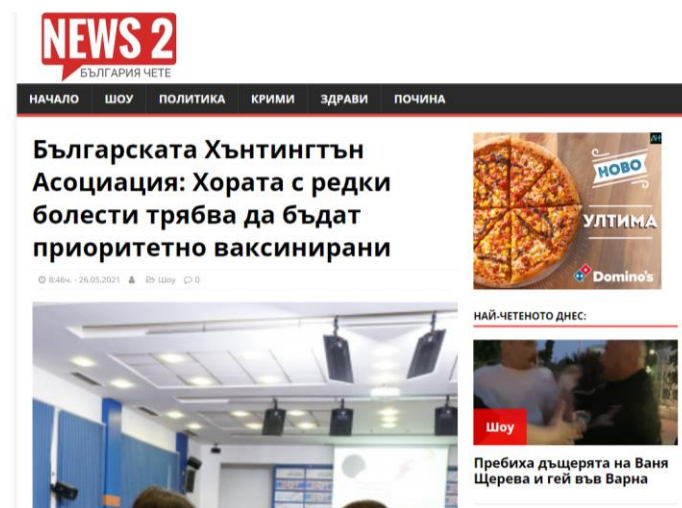 NEWS 2
БЪЛГАРИЯ ЧЕТЕ
НАЧАЛО ШОУ ПОЛИТИКА КРИМИ ЗДРАВИ ПОЧИНА
Българската Хънтингтън
Асоциация: Хората с редки
болести трябва да бъдат
приоритетно ваксинирани
8:46ч. - 26.05.2021 Шоу 0
НОВО
УЛТИМА
Domino's
НАЙ-ЧЕТЕНОТО ДНЕС:
Шоу
Пребиха дъщерята на Ваня
Щерева и гей във Варна